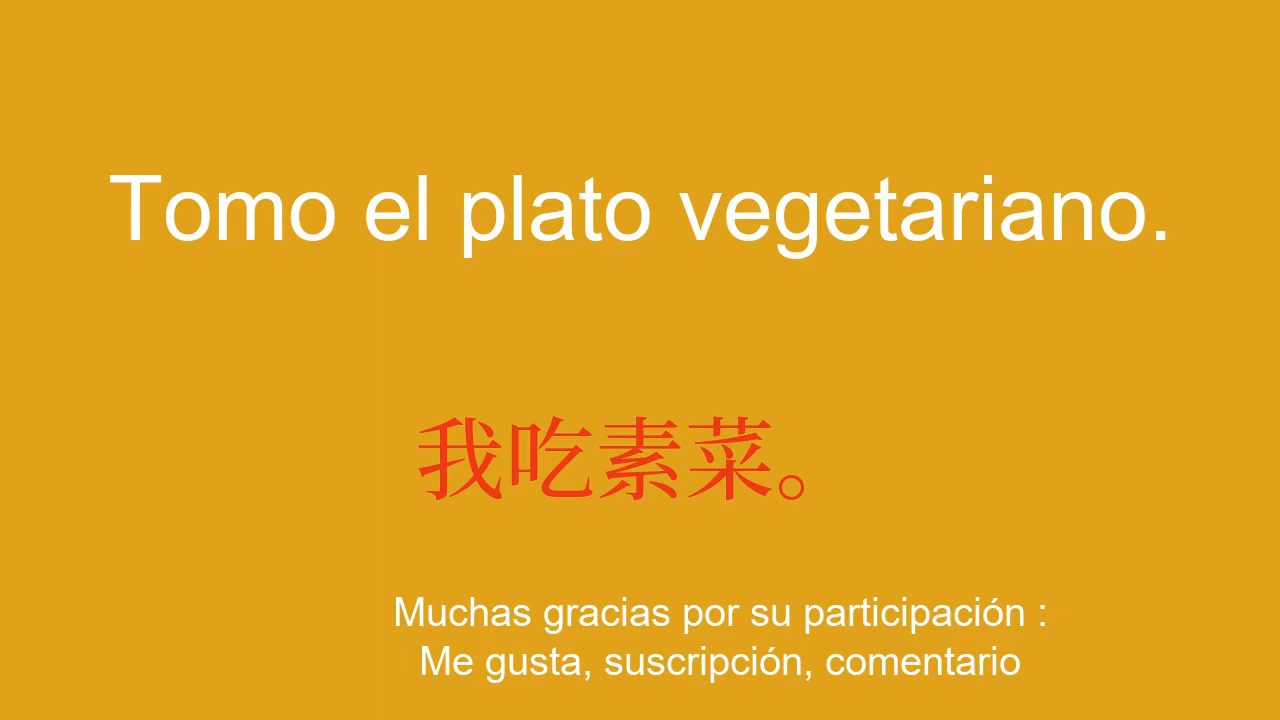 Tomo el plato vegetariano.
我吃素菜。
Muchas gracias por su participación :
Me gusta, suscripción, comentario